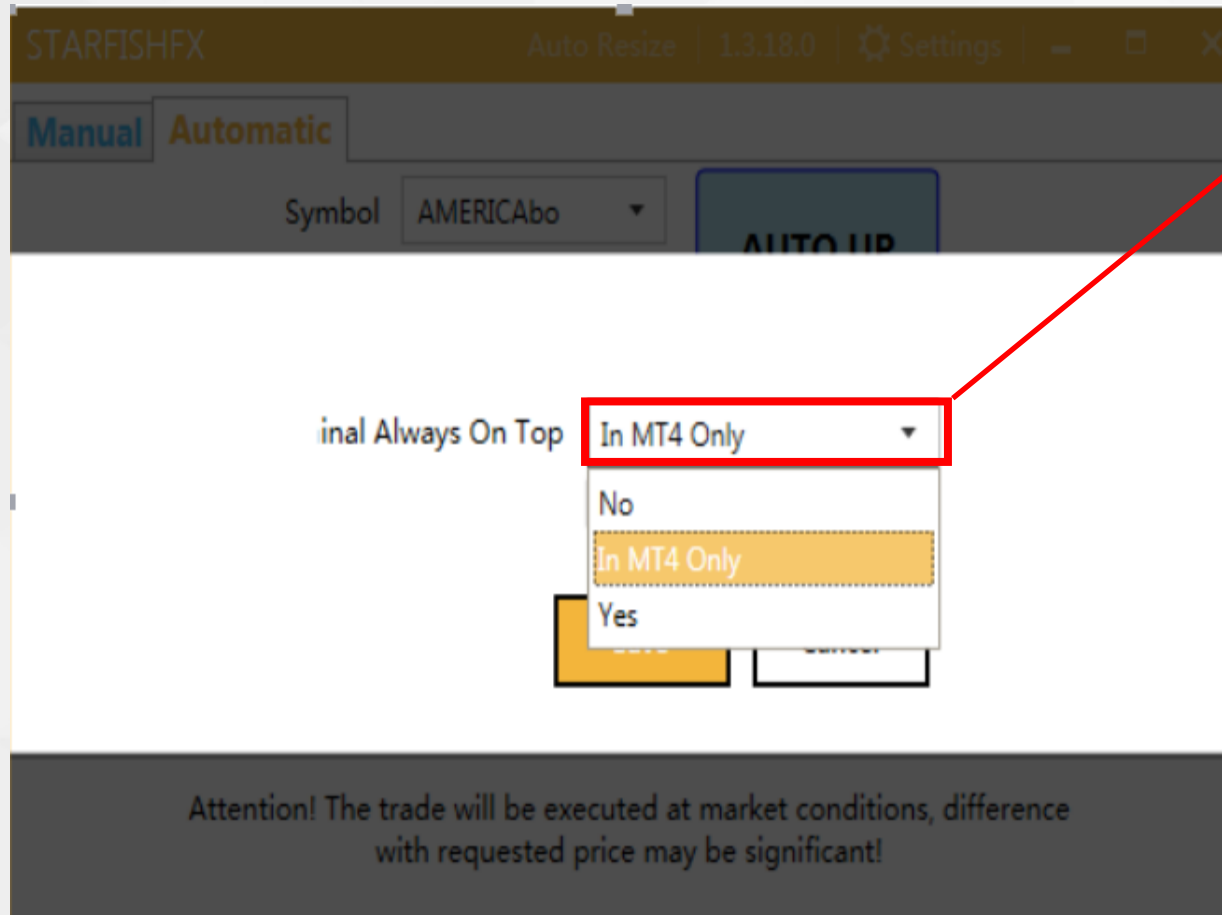 STARFISHFX Auto Resize 1.3.18.0 Settings
Manual Automatic
Symbol AMERICAbo
AUTO UP
inal Always On Top In MT4 Only
No
In MT4 Only
Yes
Attention! The trade will be executed at market conditions, difference
with requested price may be significant!